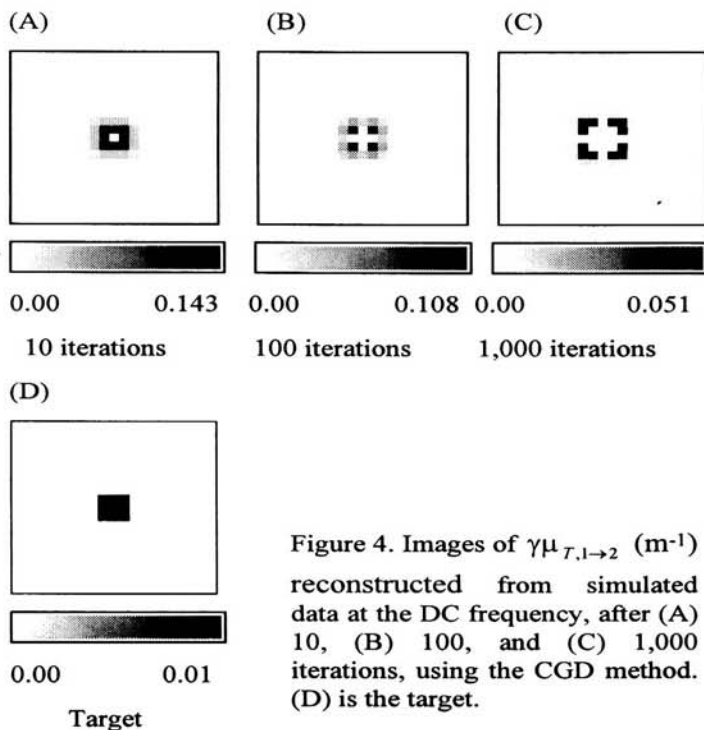 (A) (B) (C)
0.00 0.143 0.00 0.108 0.00 0.051
10 iterations 100 iterations 1,000 iterations
(D)
0.00 0.01
Target
Figure 4. Images of γμ T,1→2 (m-1)
reconstructed from simulated
data at the DC frequency, after (A)
10, (B) 100, and (C) 1,000
iterations, using the CGD method.
(D) is the target.